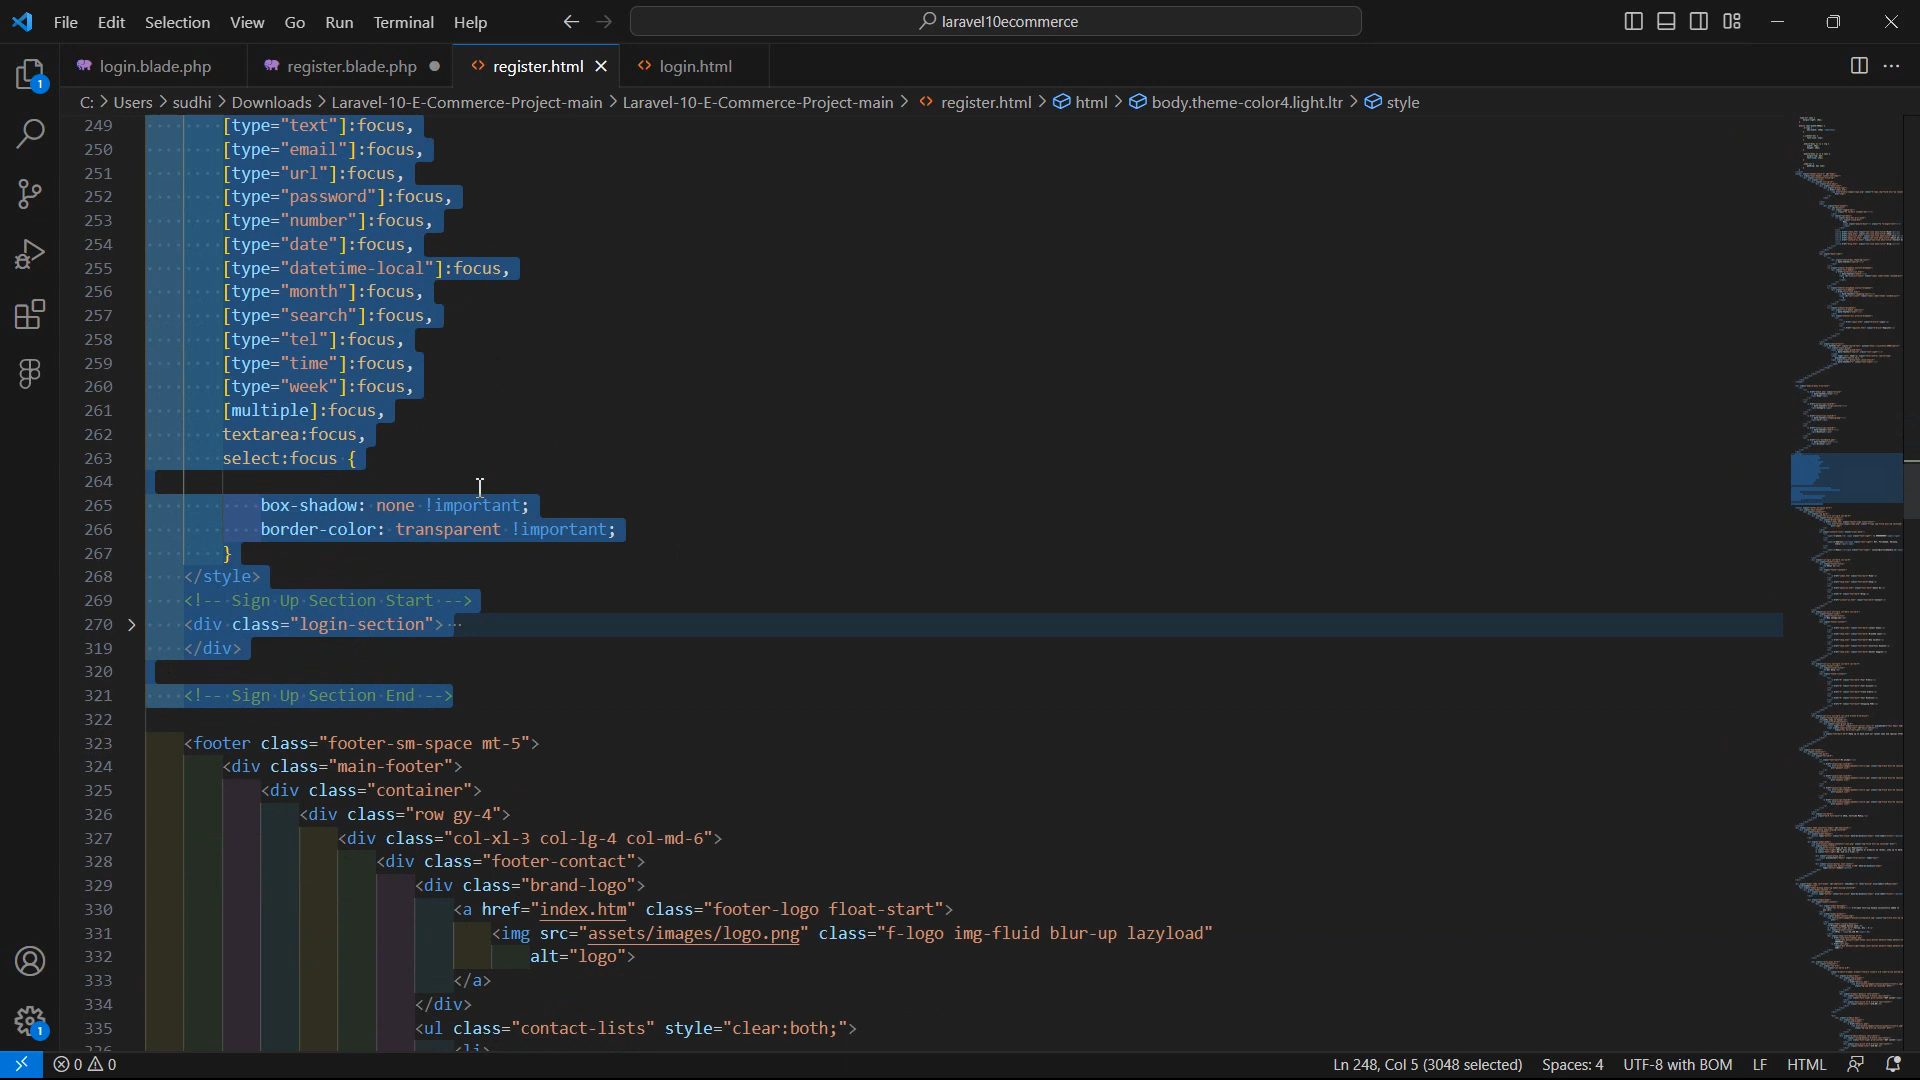 File Edit Selection View Go Run Terminal Help
laravel10ecommerce
login.blade.php register.blade.php register.html login.html
C: > Users > sudhi > Downloads > Laravel-10-E-Commerce-Project-main > Laravel-10-E-Commerce-Project-main > register.html > html > body.theme-color4.light.ltr > style
249 [type="text"]:focus,
250 [type="email"]:focus,
251 [type="url"]:focus,
252 [type="password"]:focus,
253 [type="number"]:focus,
254 [type="date"]:focus,
255 [type="datetime-local"]:focus,
256 [type="month"]:focus,
257 [type="search"]:focus,
258 [type="tel"]:focus,
259 [type="time"]:focus,
260 [type="week"]:focus,
261 [multiple]:focus,
262 textarea:focus,
263 select:focus {
264
265 box-shadow: none !important;
266 border-color: transparent !important;
267 }
268 </style>
269 <!-- Sign Up Section Start -->
270 <div class="login-section"> ...
319 </div>
320
321 <!-- Sign Up Section End -->
322
323 <footer class="footer-sm-space mt-5">
324 <div class="main-footer">
325 <div class="container">
326 <div class="row gy-4">
327 <div class="col-xl-3 col-lg-4 col-md-6">
328 <div class="footer-contact">
329 <div class="brand-logo">
330 <a href="index.htm" class="footer-logo float-start">
331 <img src="assets/images/logo.png" class="f-logo img-fluid blur-up lazyload"
332 alt="logo">
333 </a>
334 </div>
335 <ul class="contact-lists" style="clear:both;">
336 <li>
0 0 Ln 248, Col 5 (3048 selected) Spaces: 4 UTF-8 with BOM LF HTML